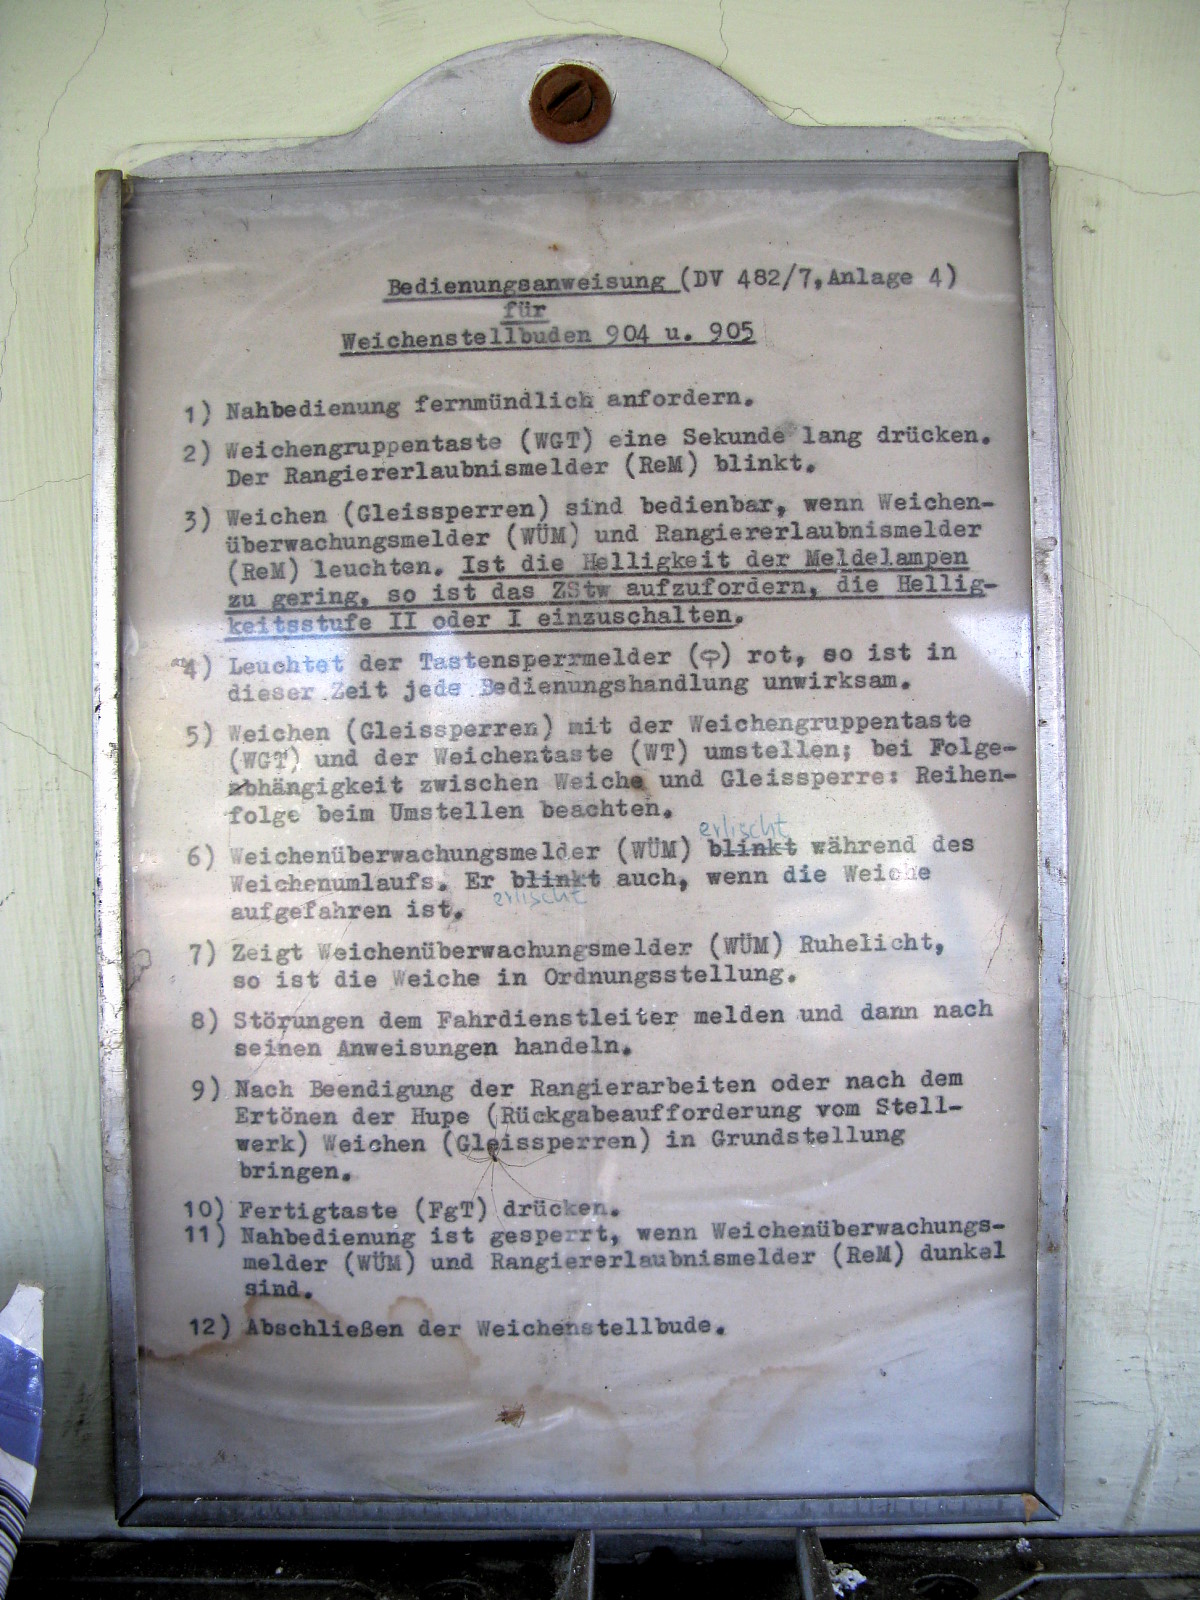 Bedienungsanweisung (DV 482/7, Anlage 4)
für
Weichenstellbuden 904 u. 905
1) Nahbedienung fernmündlich anfordern.
2) Weichengruppentaste (WGT) eine Sekunde lang drücken.
Der Rangiererlaubnismelder (ReM) blinkt.
3) Weichen (Gleissperren) sind bedienbar, wenn Weichen-
überwachungsmelder (WÜM) und Rangiererlaubnismelder
(ReM) leuchten. Ist die Helligkeit der Meldelampen
zu gering, so ist das ZStw aufzufordern, die Hellig-
keitsstufe II oder I einzuschalten.
4) Leuchtet der Tastensperrmelder ( ) rot, so ist in
dieser Zeit jede Bedienungshandlung unwirksam.
5) Weichen (Gleissperren) mit der Weichengruppentaste
(WGT) und der Weichentaste (WT) umstellen; bei Folge-
abhängigkeit zwischen Weiche und Gleissperre: Reihen-
folge beim Umstellen beachten.
erlischt
6) Weichenüberwachungsmelder (WÜM) blinkt während des
Weichenumlaufs. Er blinkt auch, wenn die Weiche
erlischt
aufgefahren ist.
7) Zeigt Weichenüberwachungsmelder (WÜM) Ruhelicht,
so ist die Weiche in Ordnungsstellung.
8) Störungen dem Fahrdienstleiter melden und dann nach
seinen Anweisungen handeln.
9) Nach Beendigung der Rangierarbeiten oder nach dem
Ertönen der Hupe (Rückgabeaufforderung vom Stell-
werk) Weichen (Gleissperren) in Grundstellung
bringen.
10) Fertigtaste (FgT) drücken.
11) Nahbedienung ist gesperrt, wenn Weichenüberwachungs-
melder (WÜM) und Rangiererlaubnismelder (ReM) dunkel
sind.
12) Abschließen der Weichenstellbude.